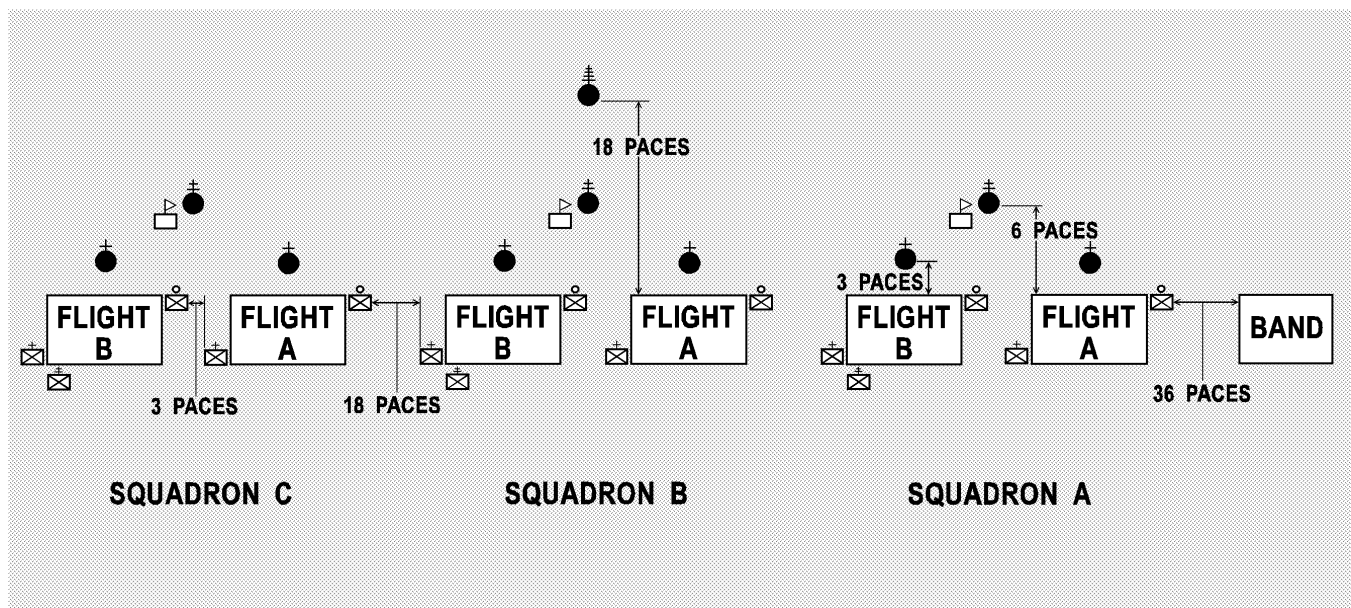 18 PACES
6 PACES
3 PACES
FLIGHT
B
FLIGHT
A
FLIGHT
B
FLIGHT
A
FLIGHT
B
FLIGHT
A
BAND
3 PACES
18 PACES
36 PACES
SQUADRON C
SQUADRON B
SQUADRON A